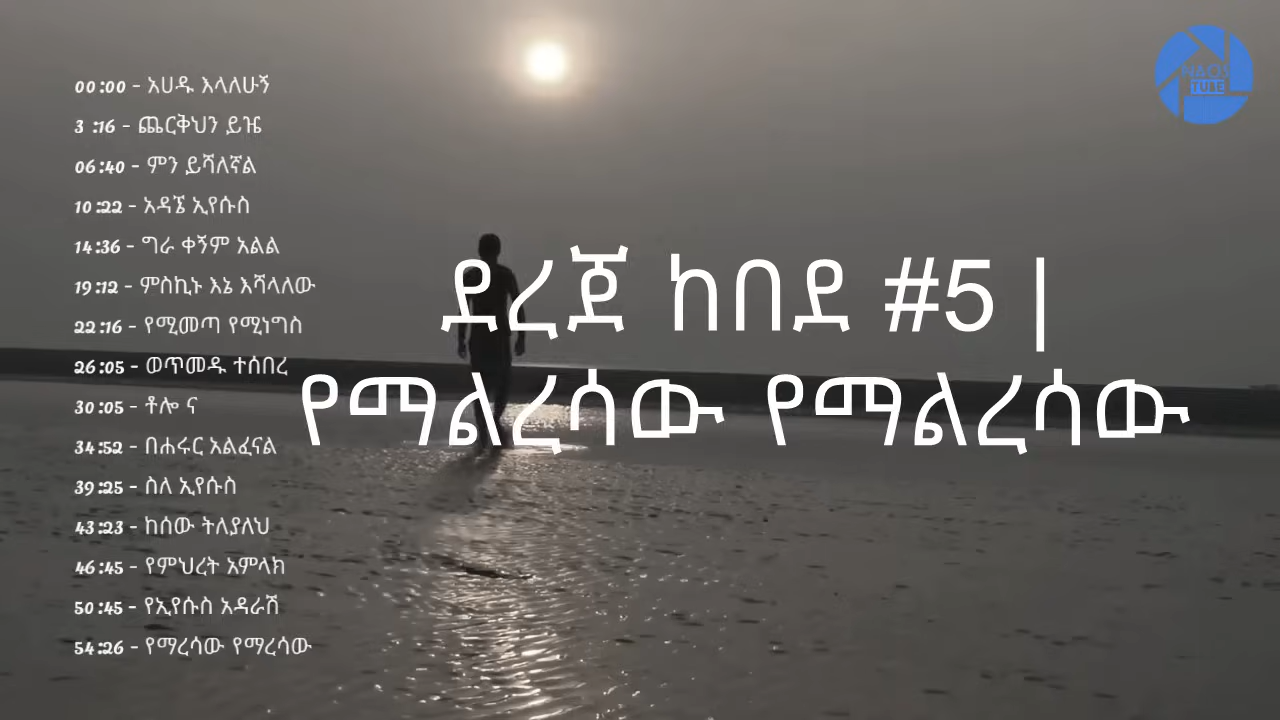 00:00 - አሀዱ እላለሁኝ
3 :16 - ጨርቅህን ይዤ
06:40 - ምን ይሻለኛል
10:22 - አዳኜ ኢየሱስ
14:36 - ግራ ቀኝም አልል
19:12 - ምስኪኑ እኔ እሻላለው
22:16 - የሚመጣ የሚነግስ
26:05 - ወጥመዱ ተሰበረ
30:05 - ቶሎ ና
34:52 - በሐሩር አልፈናል
39:25 - ስለ ኢየሱስ
43:23 - ከሰው ትለያለህ
46:45 - የምህረት አምላክ
50:45 - የኢየሱስ አዳራሽ
54:26 - የማረሳው የማረሳው
ደረጀ ከበደ #5 |
የማልረሳው የማልረሳው
NAOS
TUBE